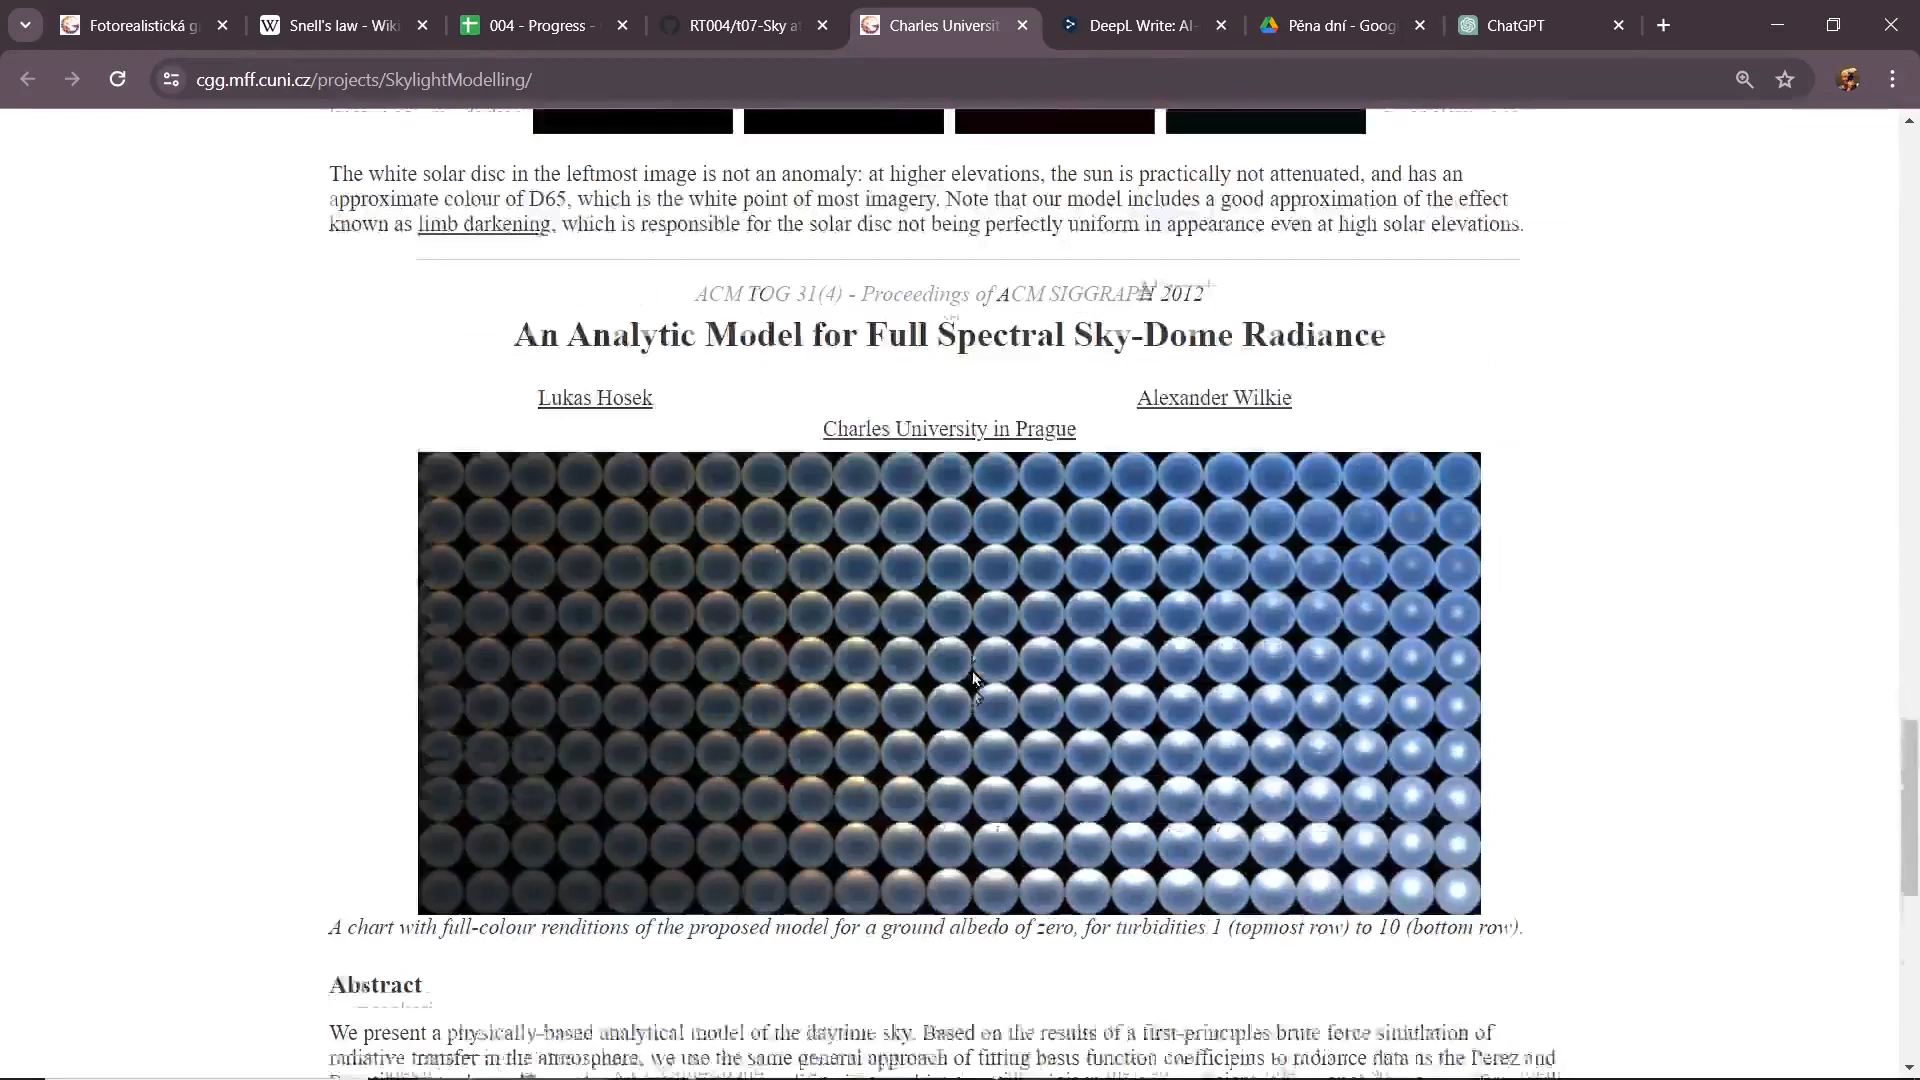 Fotorealistická g
Snell's law - Wiki
004 - Progress -
RT004/t07-Sky at
Charles Universit
DeepL Write: AI-
Pěna dní - Goog
ChatGPT
cgg.mff.cuni.cz/projects/SkylightModelling/
The white solar disc in the leftmost image is not an anomaly: at higher elevations, the sun is practically not attenuated, and has an
approximate colour of D65, which is the white point of most imagery. Note that our model includes a good approximation of the effect
known as limb darkening, which is responsible for the solar disc not being perfectly uniform in appearance even at high solar elevations.
ACM TOG 31(4) - Proceedings of ACM SIGGRAPH 2012
An Analytic Model for Full Spectral Sky-Dome Radiance
Lukas Hosek
Alexander Wilkie
Charles University in Prague
A chart with full-colour renditions of the proposed model for a ground albedo of zero, for turbidities 1 (topmost row) to 10 (bottom row).
Abstract
We present a physically-based analytical model of the daytime sky. Based on the results of a first-principles brute force simulation of
radiative transfer in the atmosphere, we use the same general approach of fitting basis function coefficients to radiance data as the Perez and